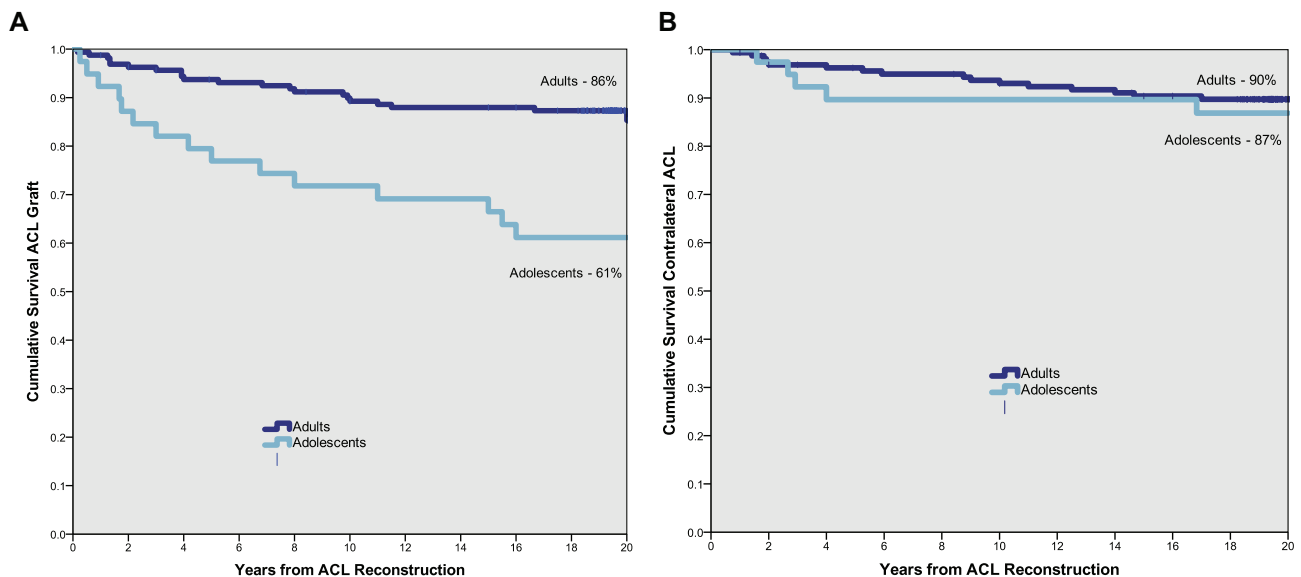 A
Cumulative Survival ACL Graft
1.0
0.9
0.8
0.7
0.6
0.5
0.4
0.3
0.2
0.1
0.0
Adults - 86%
Adolescents - 61%
Adults
Adolescents
0 2 4 6 8 10 12 14 16 18 20
Years from ACL Reconstruction
B
Cumulative Survival Contralateral ACL
1.0
0.9
0.8
0.7
0.6
0.5
0.4
0.3
0.2
0.1
0.0
Adults - 90%
Adolescents - 87%
Adults
Adolescents
0 2 4 6 8 10 12 14 16 18 20
Years from ACL Reconstruction